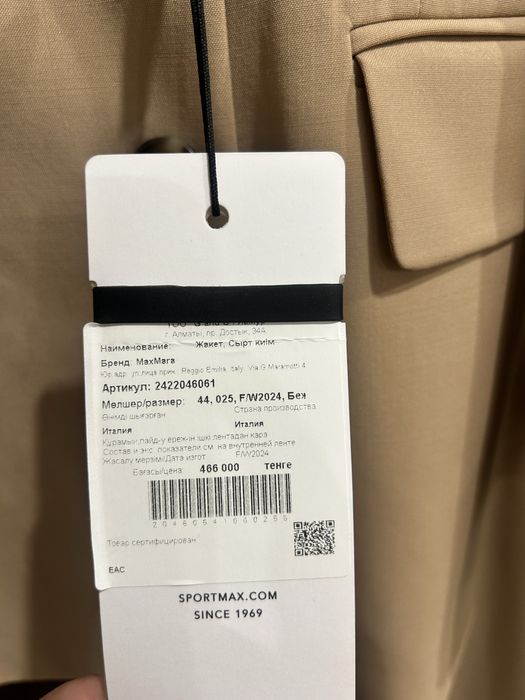 г. Алматы, пр. Достык, 34А
Наименование: Жакет, Сырт киім
Бренд: MaxMara
Юр. адр. ул.лица прин.: Reggio Emilia, Italy, Via G.Maramotti 4
Артикул: 2422046061
Мөлшер/размер: 44, 025, F/W2024, Беж
Өнімді шығарған Страна производства
Италия Италия
Құрамын,пайд-у ереж-ін ішкі лентадан қара
Состав и экс. показатели см. на внутренней ленте
Жасалу мерзімі/Дата изгот. F/W2024
Бағасы/цена 466 000 тенге
Товар сертифицирован
EAC
SPORTMAX.COM
SINCE 1969